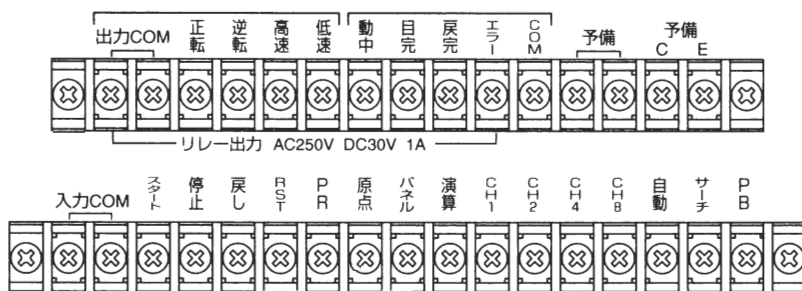 出力COM 正転 逆転 高速 低速 動中 目完 戻完 エラー COM 予備 予備
C E
リレー出力 AC250V DC30V 1A
入力COM スタート 停止 戻し RST PR 原点 パネル 演算 CH1 CH2 CH4 CH8 自動 サーチ PB